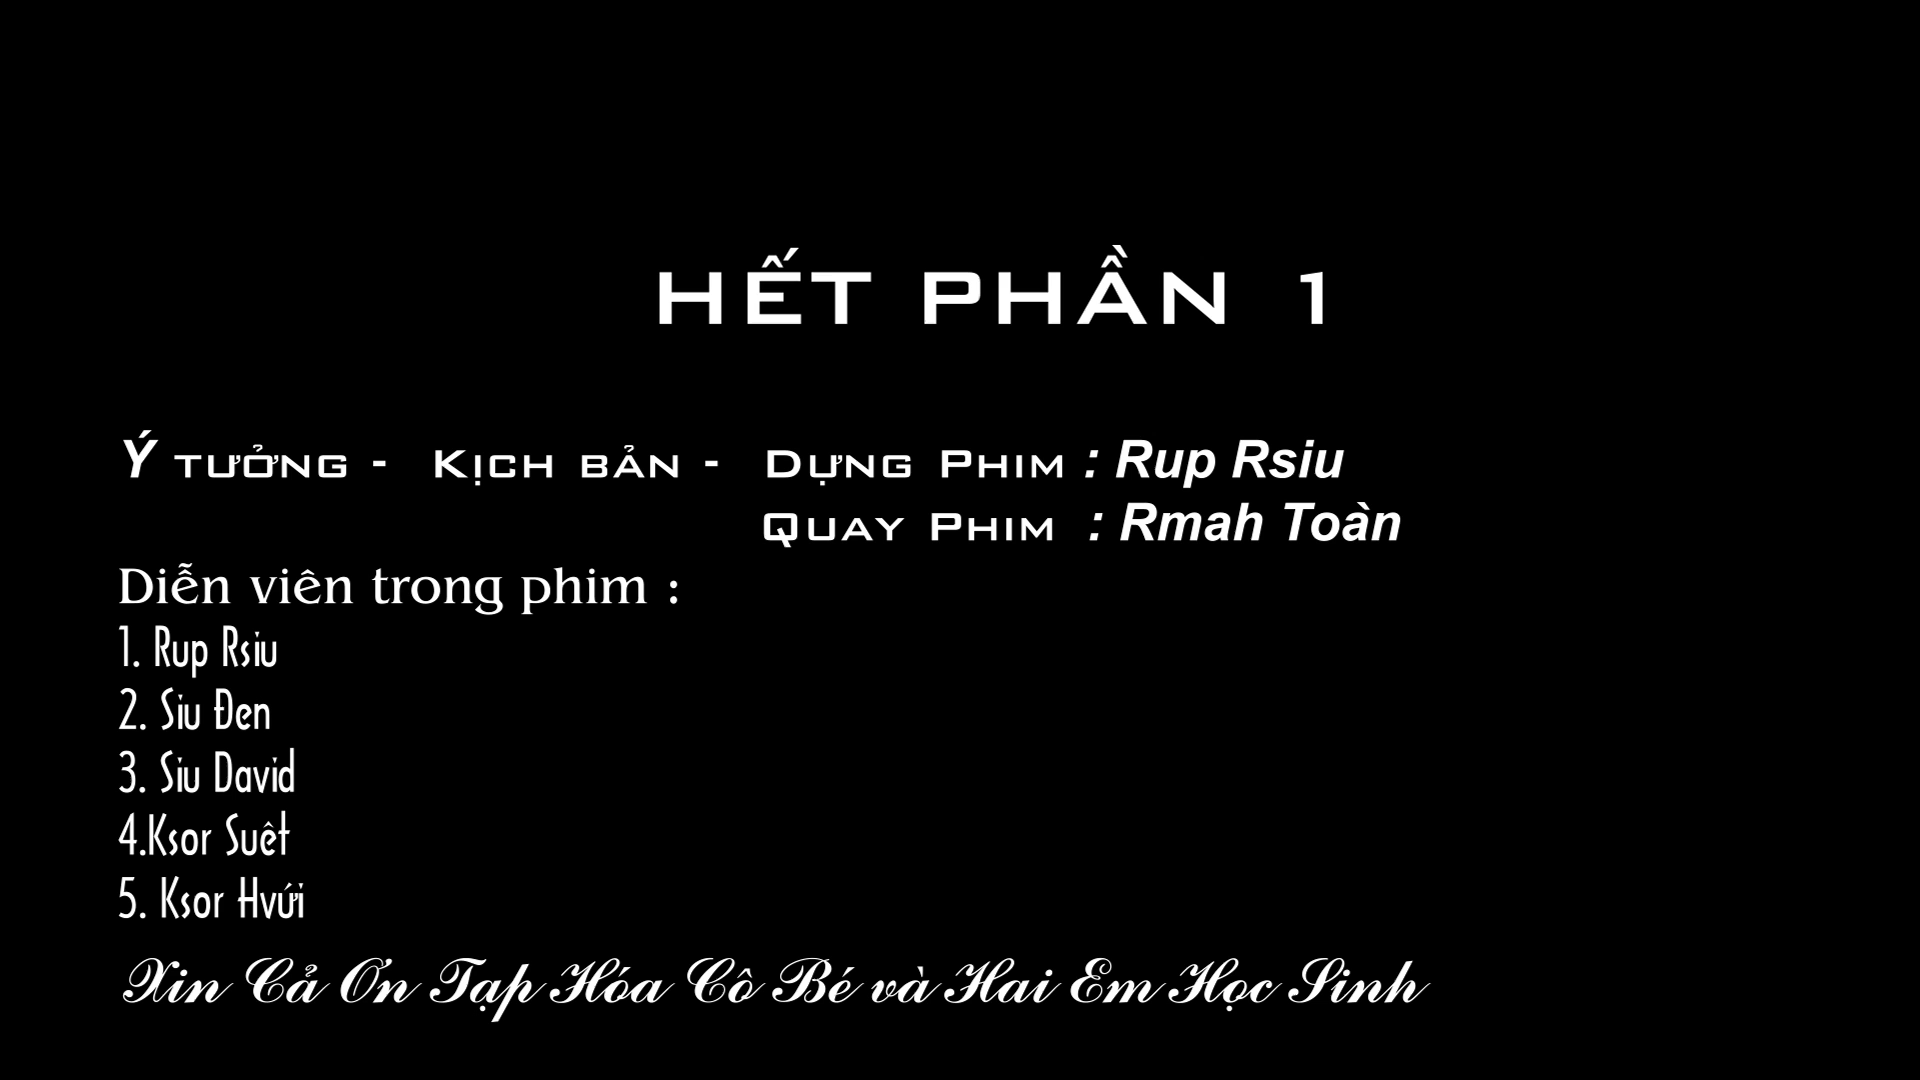 HẾT PHẦN 1
Ý TƯỞNG - KỊCH BẢN - DỰNG PHIM : Rup Rsiu
QUAY PHIM : Rmah Toàn
Diễn viên trong phim :
1. Rup Rsiu
2. Siu Đen
3. Siu David
4.Ksor Suêt
5. Ksor Hvứi
Xin Cả Ơn Tạp Hóa Cô Bé và Hai Em Học Sinh